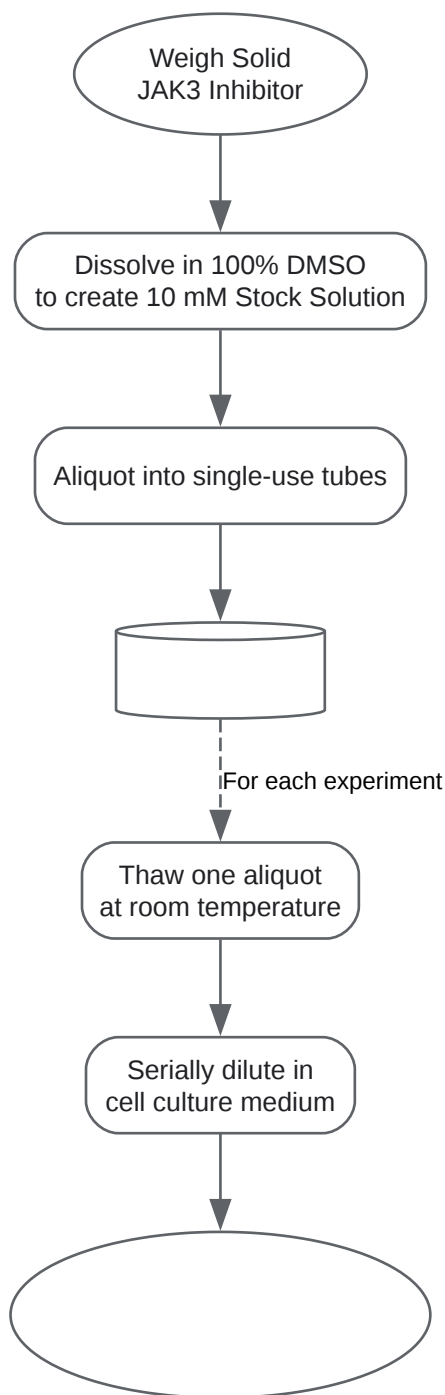 Weigh Solid
JAK3 Inhibitor
Dissolve in 100% DMSO
to create 10 mM Stock Solution
Aliquot into single-use tubes
For each experiment
Thaw one aliquot
at room temperature
Serially dilute in
cell culture medium